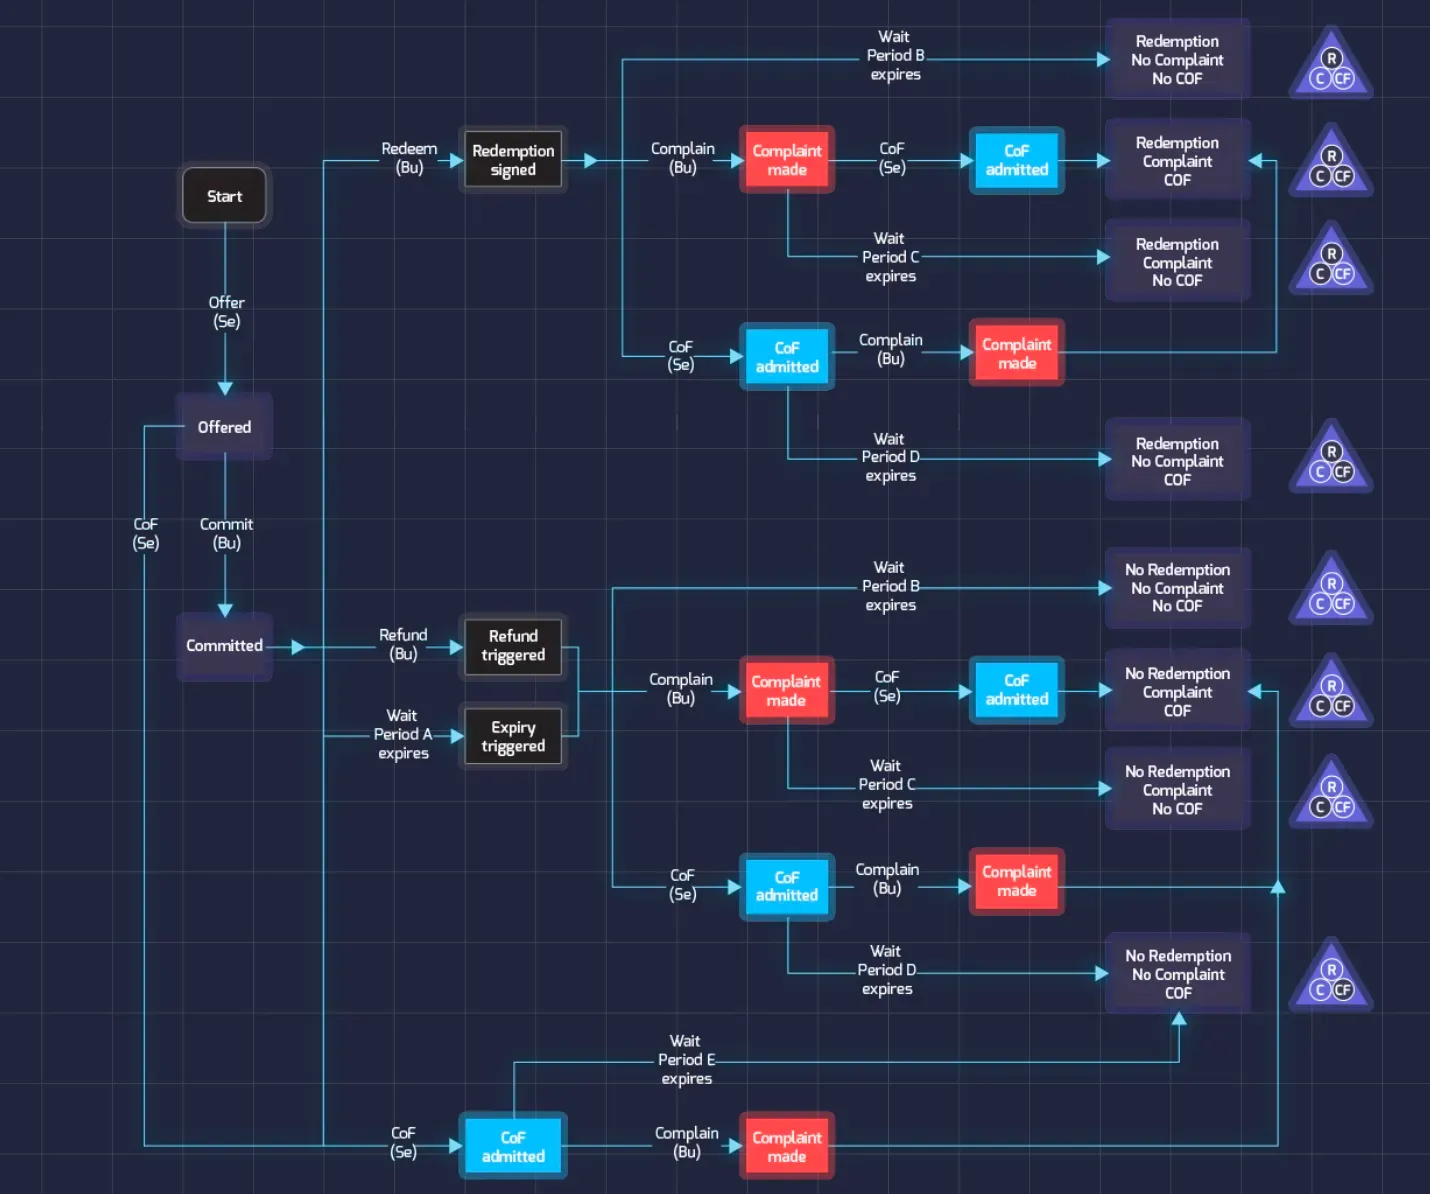 Wait
Period B
expires
Redemption
No Complaint
No COF
R
C CF
Redeem
(Bu)
Redemption
signed
Complain
(Bu)
Complaint
made
CoF
(Se)
CoF
admitted
Redemption
Complaint
COF
R
C CF
Start
Wait
Period C
expires
Redemption
Complaint
No COF
R
C CF
Offer
(Se)
CoF
(Se)
CoF
admitted
Complain
(Bu)
Complaint
made
Offered
Wait
Period D
expires
Redemption
No Complaint
COF
R
C CF
CoF
(Se)
Commit
(Bu)
Wait
Period B
expires
No Redemption
No Complaint
No COF
R
C CF
Committed
Refund
(Bu)
Refund
triggered
Complain
(Bu)
Complaint
made
CoF
(Se)
CoF
admitted
No Redemption
Complaint
COF
R
C CF
Wait
Period A
expires
Expiry
triggered
Wait
Period C
expires
No Redemption
Complaint
No COF
R
C CF
CoF
(Se)
CoF
admitted
Complain
(Bu)
Complaint
made
Wait
Period D
expires
No Redemption
No Complaint
COF
R
C CF
Wait
Period E
expires
CoF
(Se)
CoF
admitted
Complain
(Bu)
Complaint
made